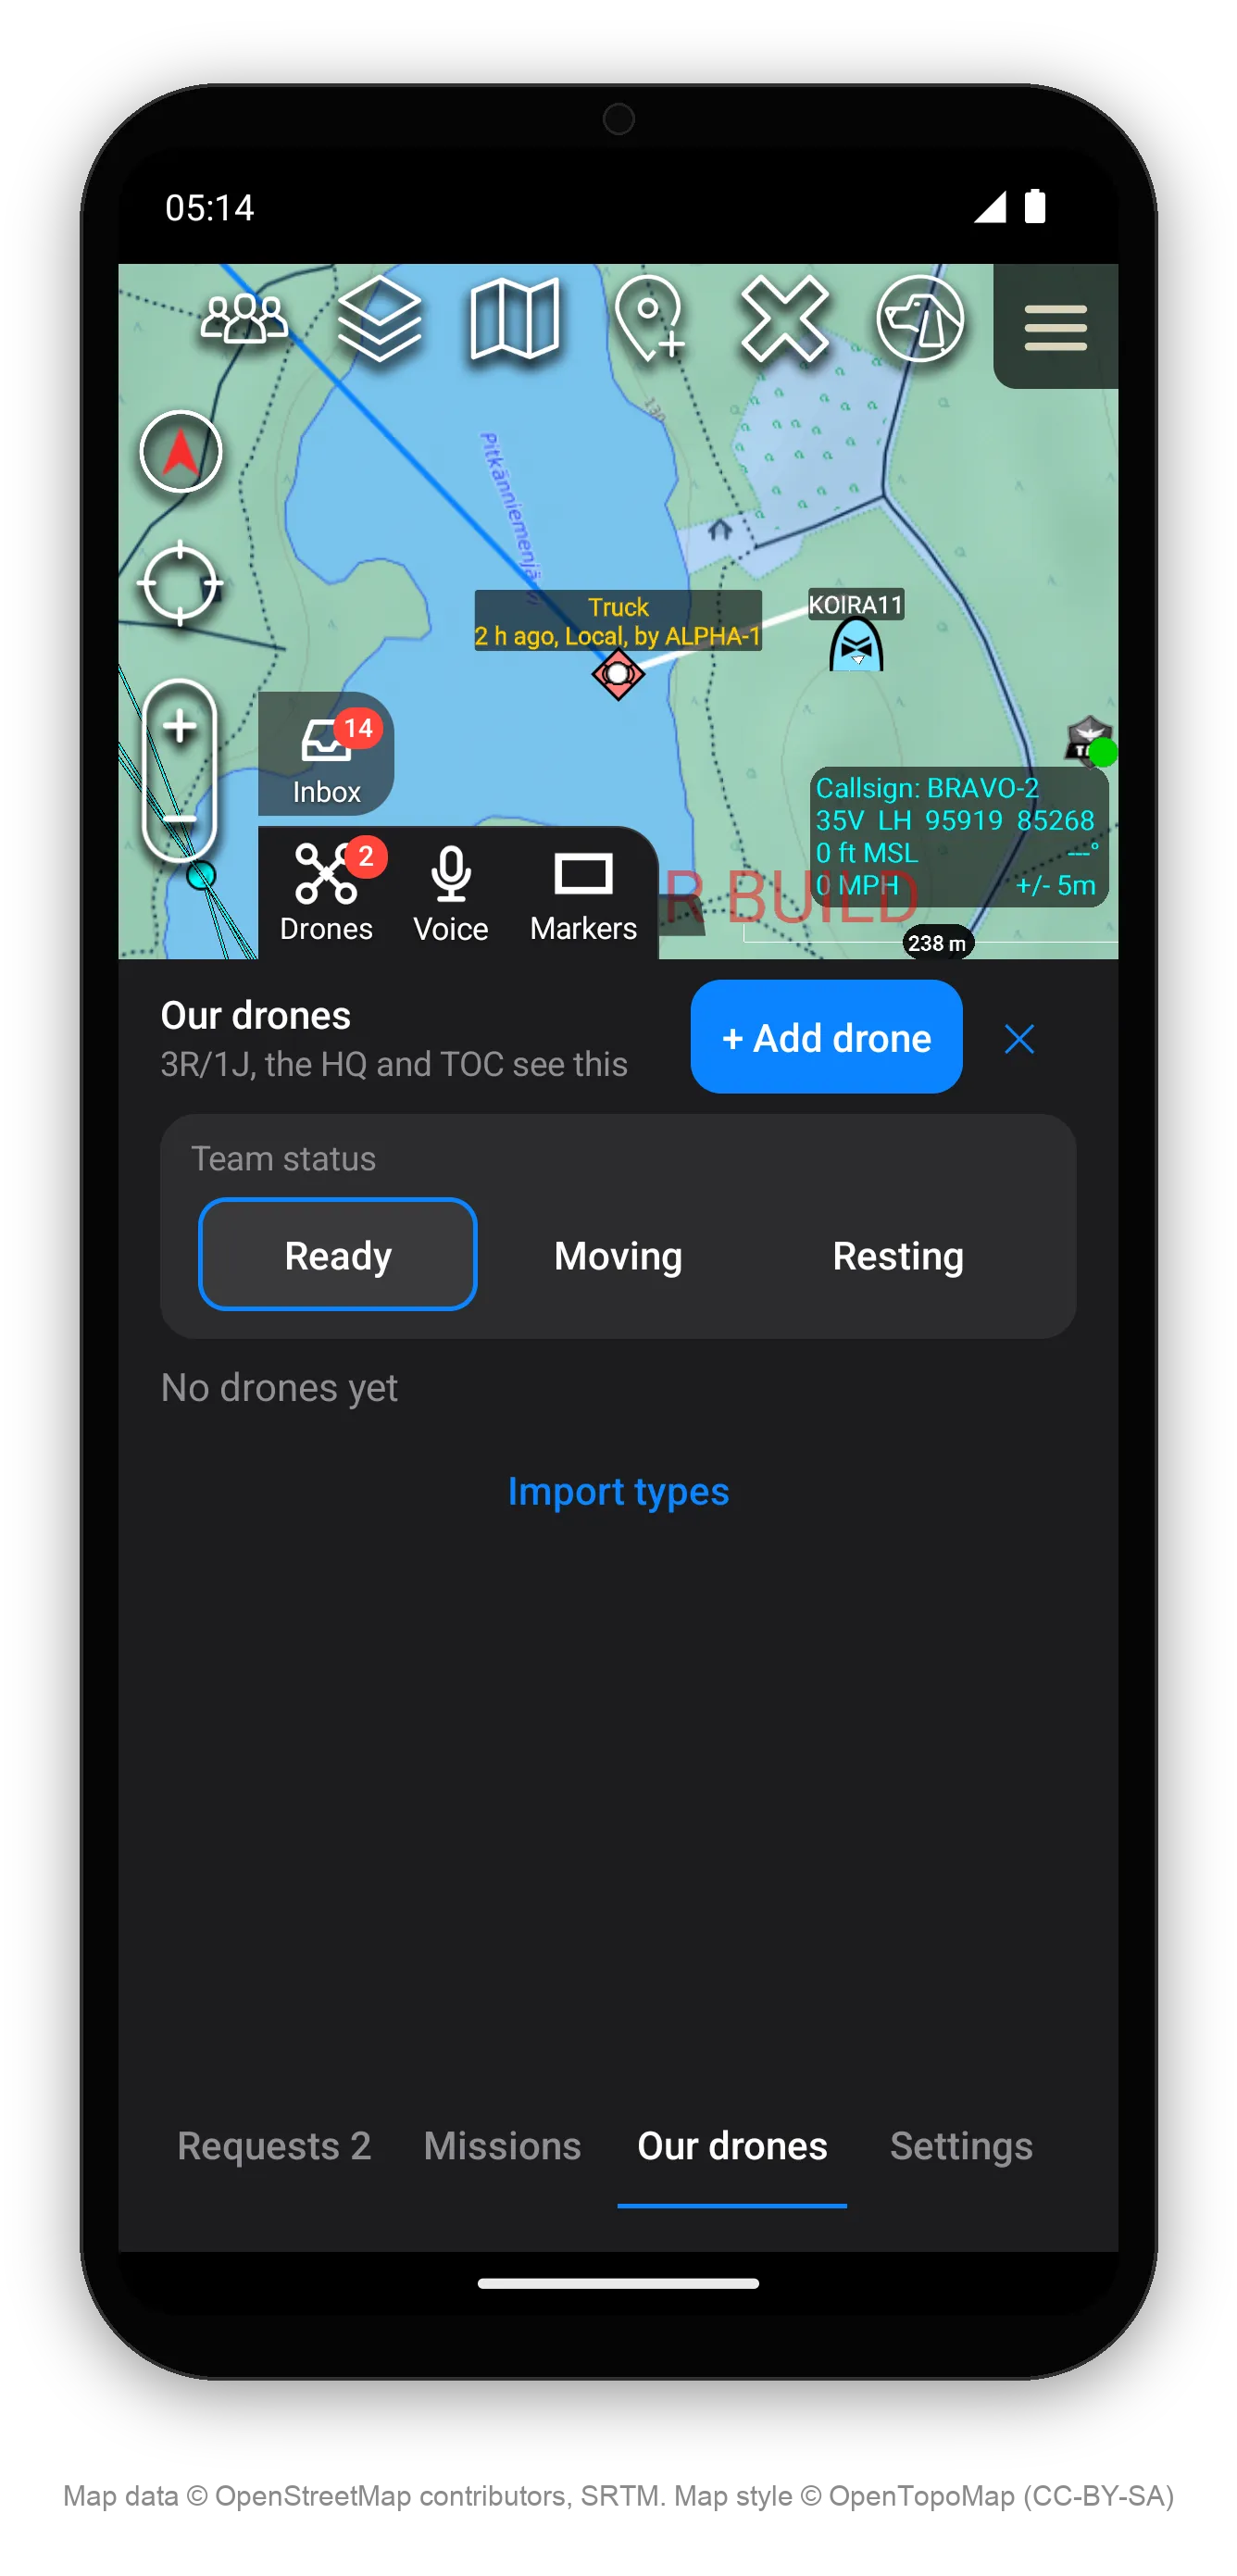 05:14
130
Pitkänniemenjä
Truck
2 h ago, Local, by ALPHA-1
KOIRA11
14
Inbox
Callsign: BRAVO-2
35V LH 95919 85268
0 ft MSL
---°
0 MPH
+/- 5m
R BUILD
238 m
2
Drones
Voice
Markers
Our drones
3R/1J, the HQ and TOC see this
+ Add drone
Team status
Ready
Moving
Resting
No drones yet
Import types
Requests 2
Missions
Our drones
Settings
Map data © OpenStreetMap contributors, SRTM. Map style © OpenTopoMap (CC-BY-SA)